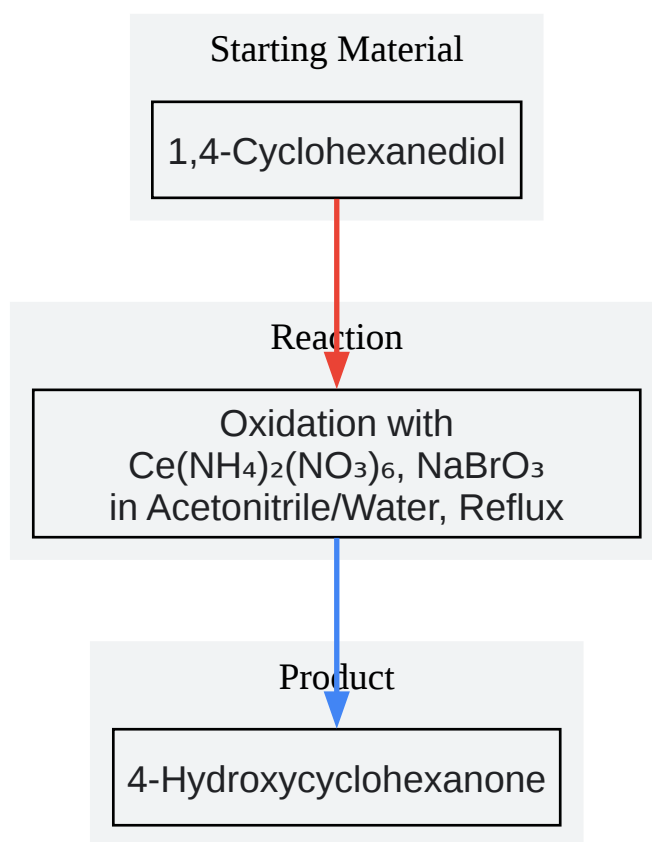 Starting Material
1,4-Cyclohexanediol
Reaction
Oxidation with
Ce(NH₄)₂(NO₃)₆, NaBrO₃
in Acetonitrile/Water, Reflux
Product
4-Hydroxycyclohexanone